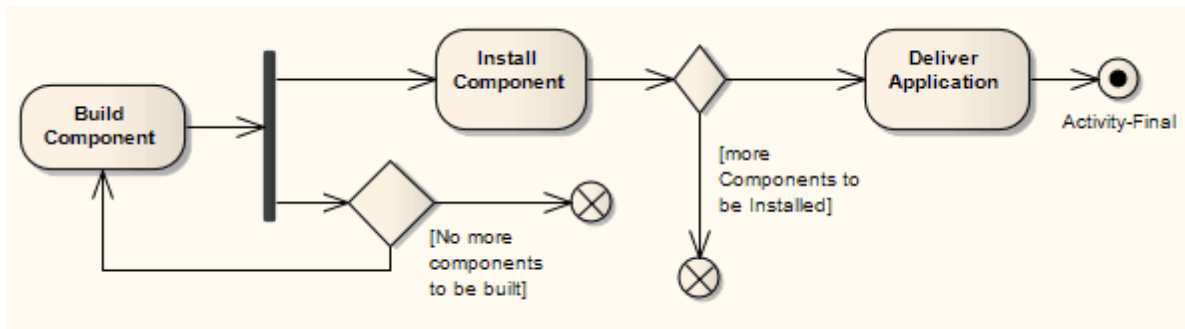 Build
Component
Install
Component
Deliver
Application
Activity-Final
[more
Components to
be Installed]
[No more
components
to be built]